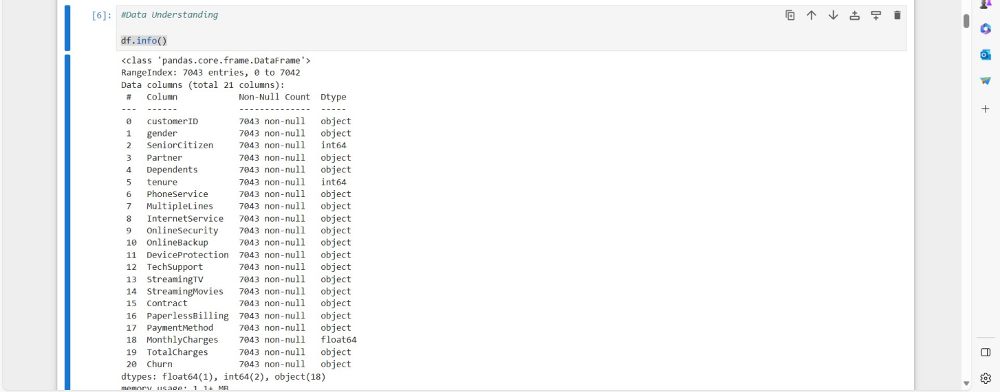 [6]: #Data Understanding
df.info()
<class 'pandas.core.frame.DataFrame'>
RangeIndex: 7043 entries, 0 to 7042
Data columns (total 21 columns):
 #   Column            Non-Null Count  Dtype
---  ------            --------------  -----
 0   customerID        7043 non-null   object
 1   gender            7043 non-null   object
 2   SeniorCitizen     7043 non-null   int64
 3   Partner           7043 non-null   object
 4   Dependents        7043 non-null   object
 5   tenure            7043 non-null   int64
 6   PhoneService      7043 non-null   object
 7   MultipleLines     7043 non-null   object
 8   InternetService   7043 non-null   object
 9   OnlineSecurity    7043 non-null   object
 10  OnlineBackup      7043 non-null   object
 11  DeviceProtection  7043 non-null   object
 12  TechSupport       7043 non-null   object
 13  StreamingTV       7043 non-null   object
 14  StreamingMovies   7043 non-null   object
 15  Contract          7043 non-null   object
 16  PaperlessBilling  7043 non-null   object
 17  PaymentMethod     7043 non-null   object
 18  MonthlyCharges    7043 non-null   float64
 19  TotalCharges      7043 non-null   object
 20  Churn             7043 non-null   object
dtypes: float64(1), int64(2), object(18)
memory usage: 1.1+ MB